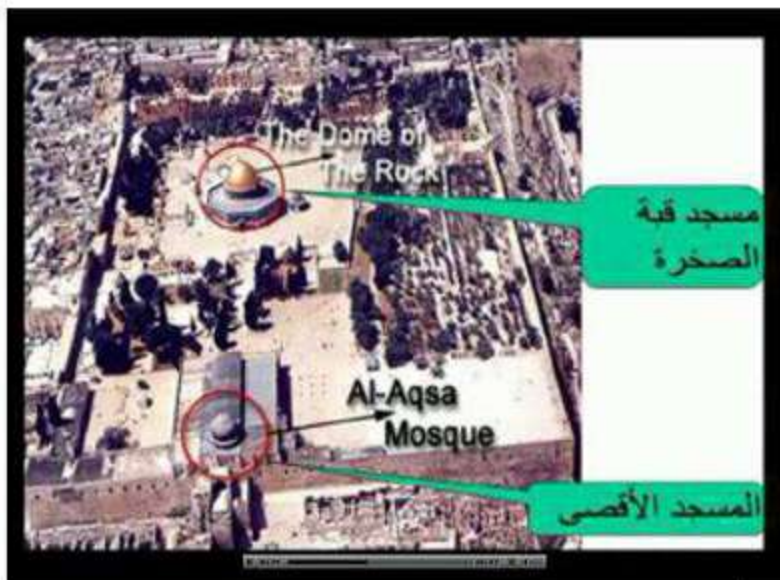 The Dome of
The Rock
مسجد قبة
الصخرة
Al-Aqsa
Mosque
المسجد الأقصى